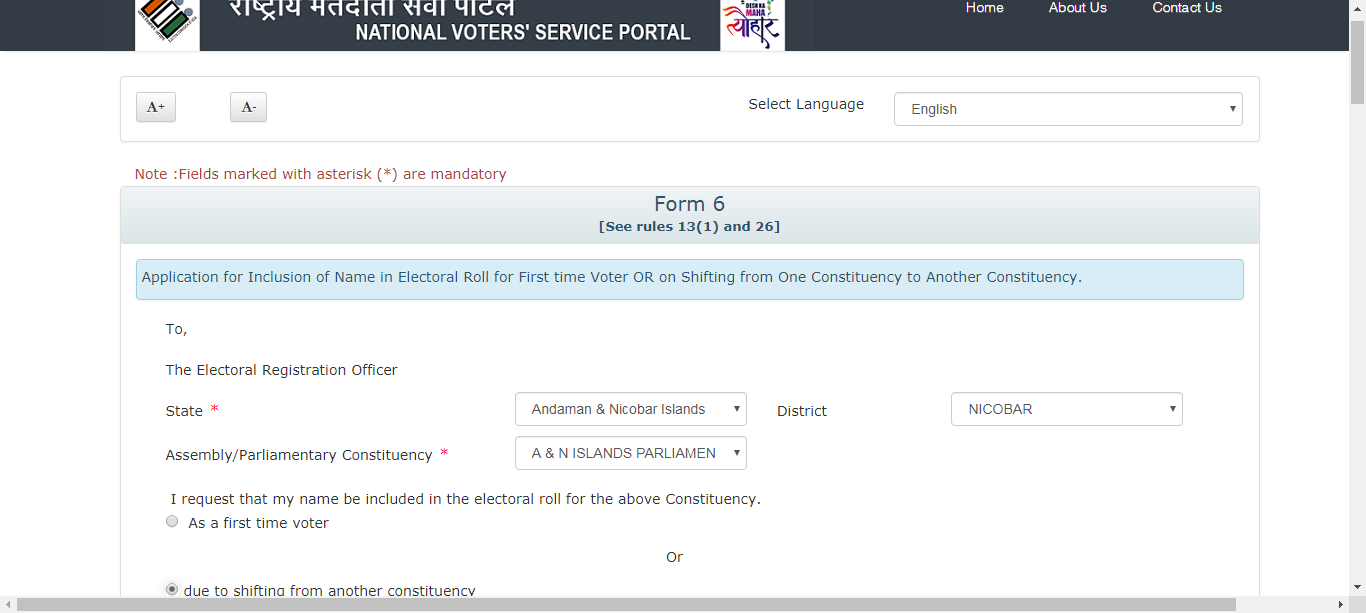 राष्ट्रीय मतदाता सेवा पोर्टल
Home About Us Contact Us
NATIONAL VOTERS' SERVICE PORTAL
DESH KA
MAHA
त्योहार
A+ A- Select Language English
Note :Fields marked with asterisk (*) are mandatory
Form 6
[See rules 13(1) and 26]
Application for Inclusion of Name in Electoral Roll for First time Voter OR on Shifting from One Constituency to Another Constituency.
To,
The Electoral Registration Officer
State * Andaman & Nicobar Islands District NICOBAR
Assembly/Parliamentary Constituency * A & N ISLANDS PARLIAMEN
I request that my name be included in the electoral roll for the above Constituency.
As a first time voter
Or
due to shifting from another constituency